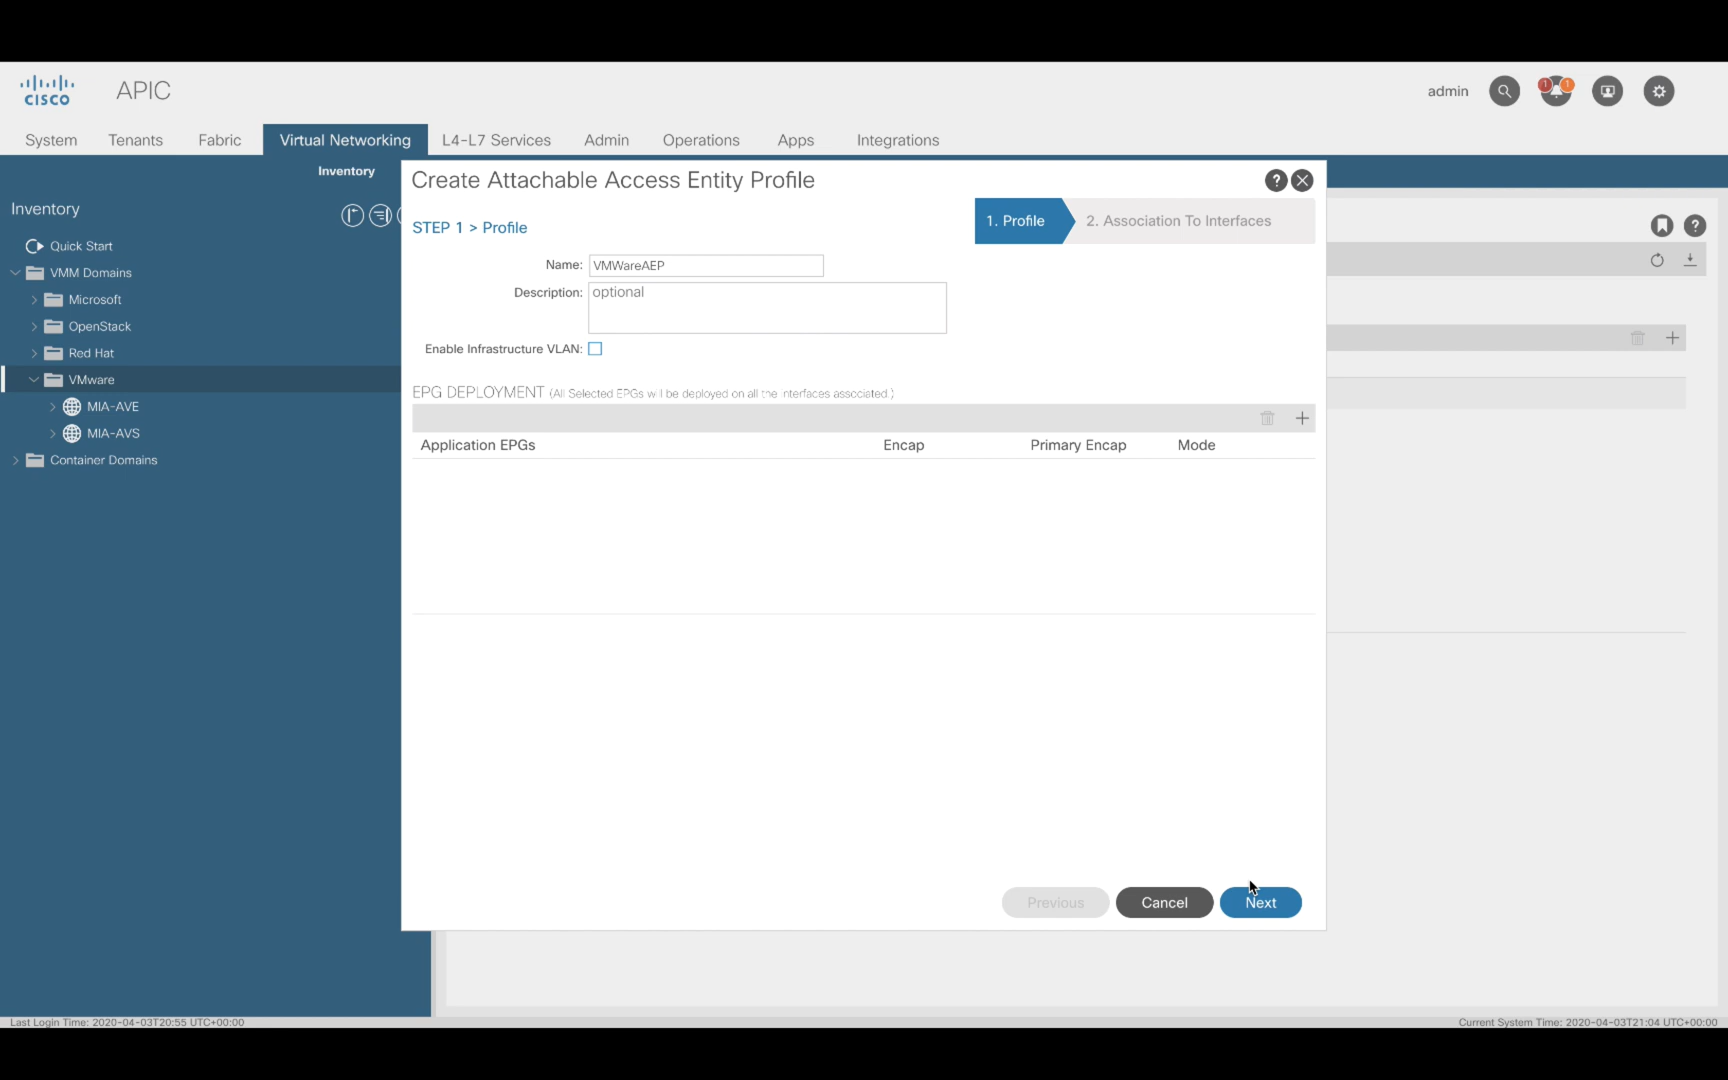 CISCO
APIC
admin
1
1
System
Tenants
Fabric
Virtual Networking
L4-L7 Services
Admin
Operations
Apps
Integrations
Inventory
Inventory
Quick Start
VMM Domains
Microsoft
OpenStack
Red Hat
VMware
MIA-AVE
MIA-AVS
Container Domains
Create Attachable Access Entity Profile
?
STEP 1 > Profile
1. Profile
2. Association To Interfaces
?
Name: VMWareAEP
Description: optional
Enable Infrastructure VLAN:
EPG DEPLOYMENT (All Selected EPGs will be deployed on all the interfaces associated.)
Application EPGs
Encap
Primary Encap
Mode
Previous
Cancel
Next
Last Login Time: 2020-04-03T20:55 UTC+00:00
Current System Time: 2020-04-03T21:04 UTC+00:00